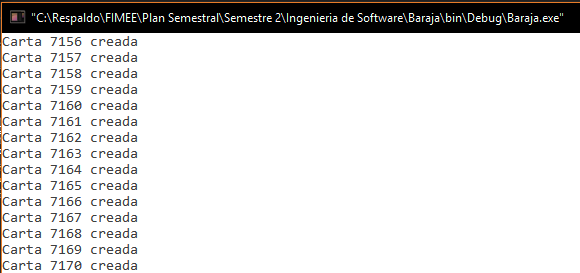 "C:\Respaldo\FIMEE\Plan Semestral\Semestre 2\Ingenieria de Software\Baraja\bin\Debug\Baraja.exe"
Carta 7156 creada
Carta 7157 creada
Carta 7158 creada
Carta 7159 creada
Carta 7160 creada
Carta 7161 creada
Carta 7162 creada
Carta 7163 creada
Carta 7164 creada
Carta 7165 creada
Carta 7166 creada
Carta 7167 creada
Carta 7168 creada
Carta 7169 creada
Carta 7170 creada